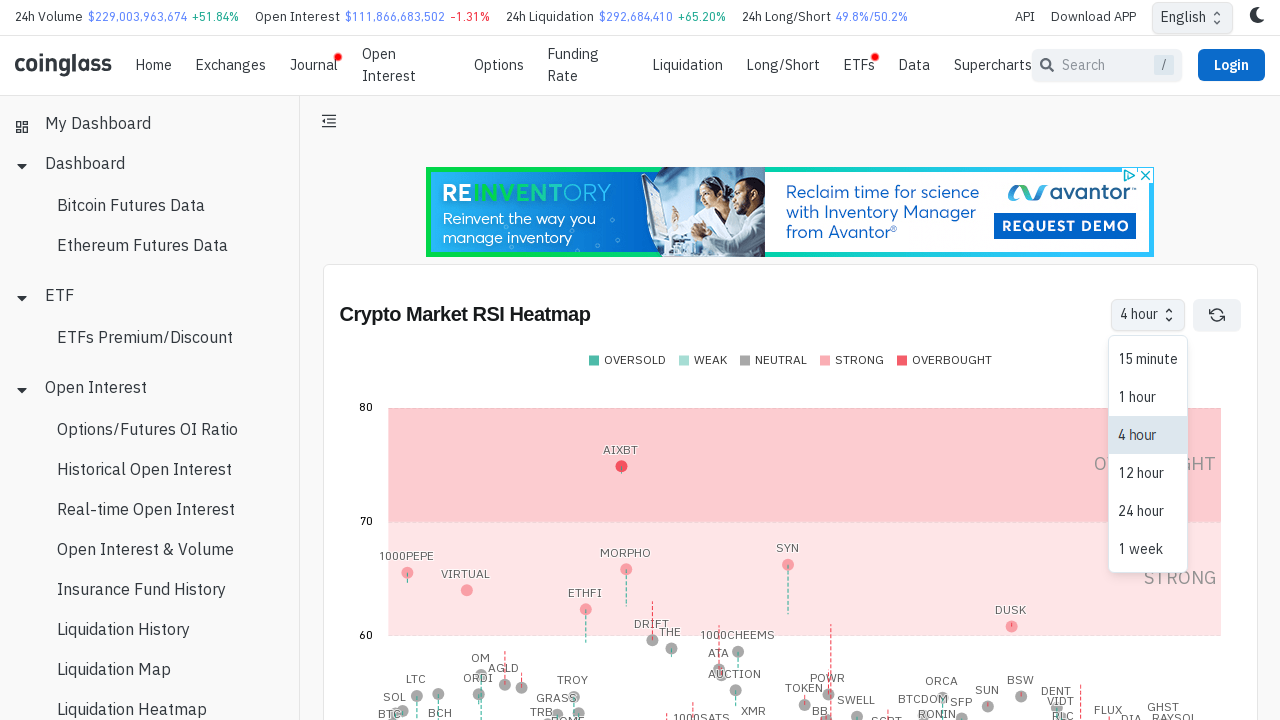 24h Volume $229,003,963,674 +51.84% Open Interest $111,866,683,502 -1.31% 24h Liquidation $292,684,410 +65.20% 24h Long/Short 49.8%/50.2% API Download APP English
coinglass Home Exchanges Journal Open Interest Options Funding Rate Liquidation Long/Short ETFs Data Supercharts Search / Login
My Dashboard
Dashboard
Bitcoin Futures Data
Ethereum Futures Data
ETF
ETFs Premium/Discount
Open Interest
Options/Futures OI Ratio
Historical Open Interest
Real-time Open Interest
Open Interest & Volume
Insurance Fund History
Liquidation History
Liquidation Map
Liquidation Heatmap
REINVENTORY
Reinvent the way you
manage inventory
Reclaim time for science
with Inventory Manager
from Avantor®
avantor™
REQUEST DEMO
Crypto Market RSI Heatmap
4 hour
15 minute
1 hour
4 hour
12 hour
24 hour
1 week
OVERSOLD WEAK NEUTRAL STRONG OVERBOUGHT
80
AIXBT
70
1000PEPE
VIRTUAL
MORPHO
ETHFI
SYN
STRONG
DUSK
60
DRIFT
THE
1000CHEEMS
ATA
AUCTION
OM
AGLD
LTC
ORDI
TROY
SOL
GRASS
BCH
TOKEN
POWR
SWELL
XMR
1000SATS
BB
ORCA
BTCDOM
SFP
SUN
BSW
RONIN
DENT
VIDT
FLUX
GHST